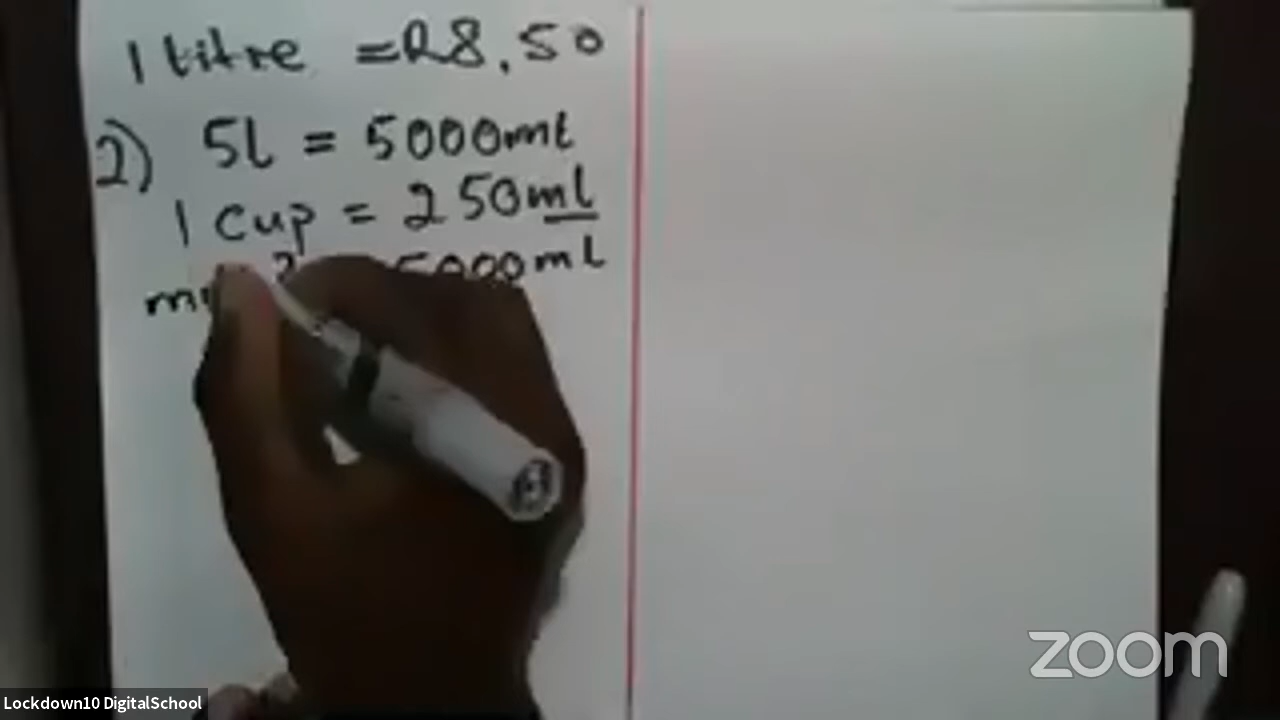 1 litre = R8.50
2) 5l = 5000ml
1 cup = 250ml
? = 5000ml
zoom
Lockdown10 DigitalSchool